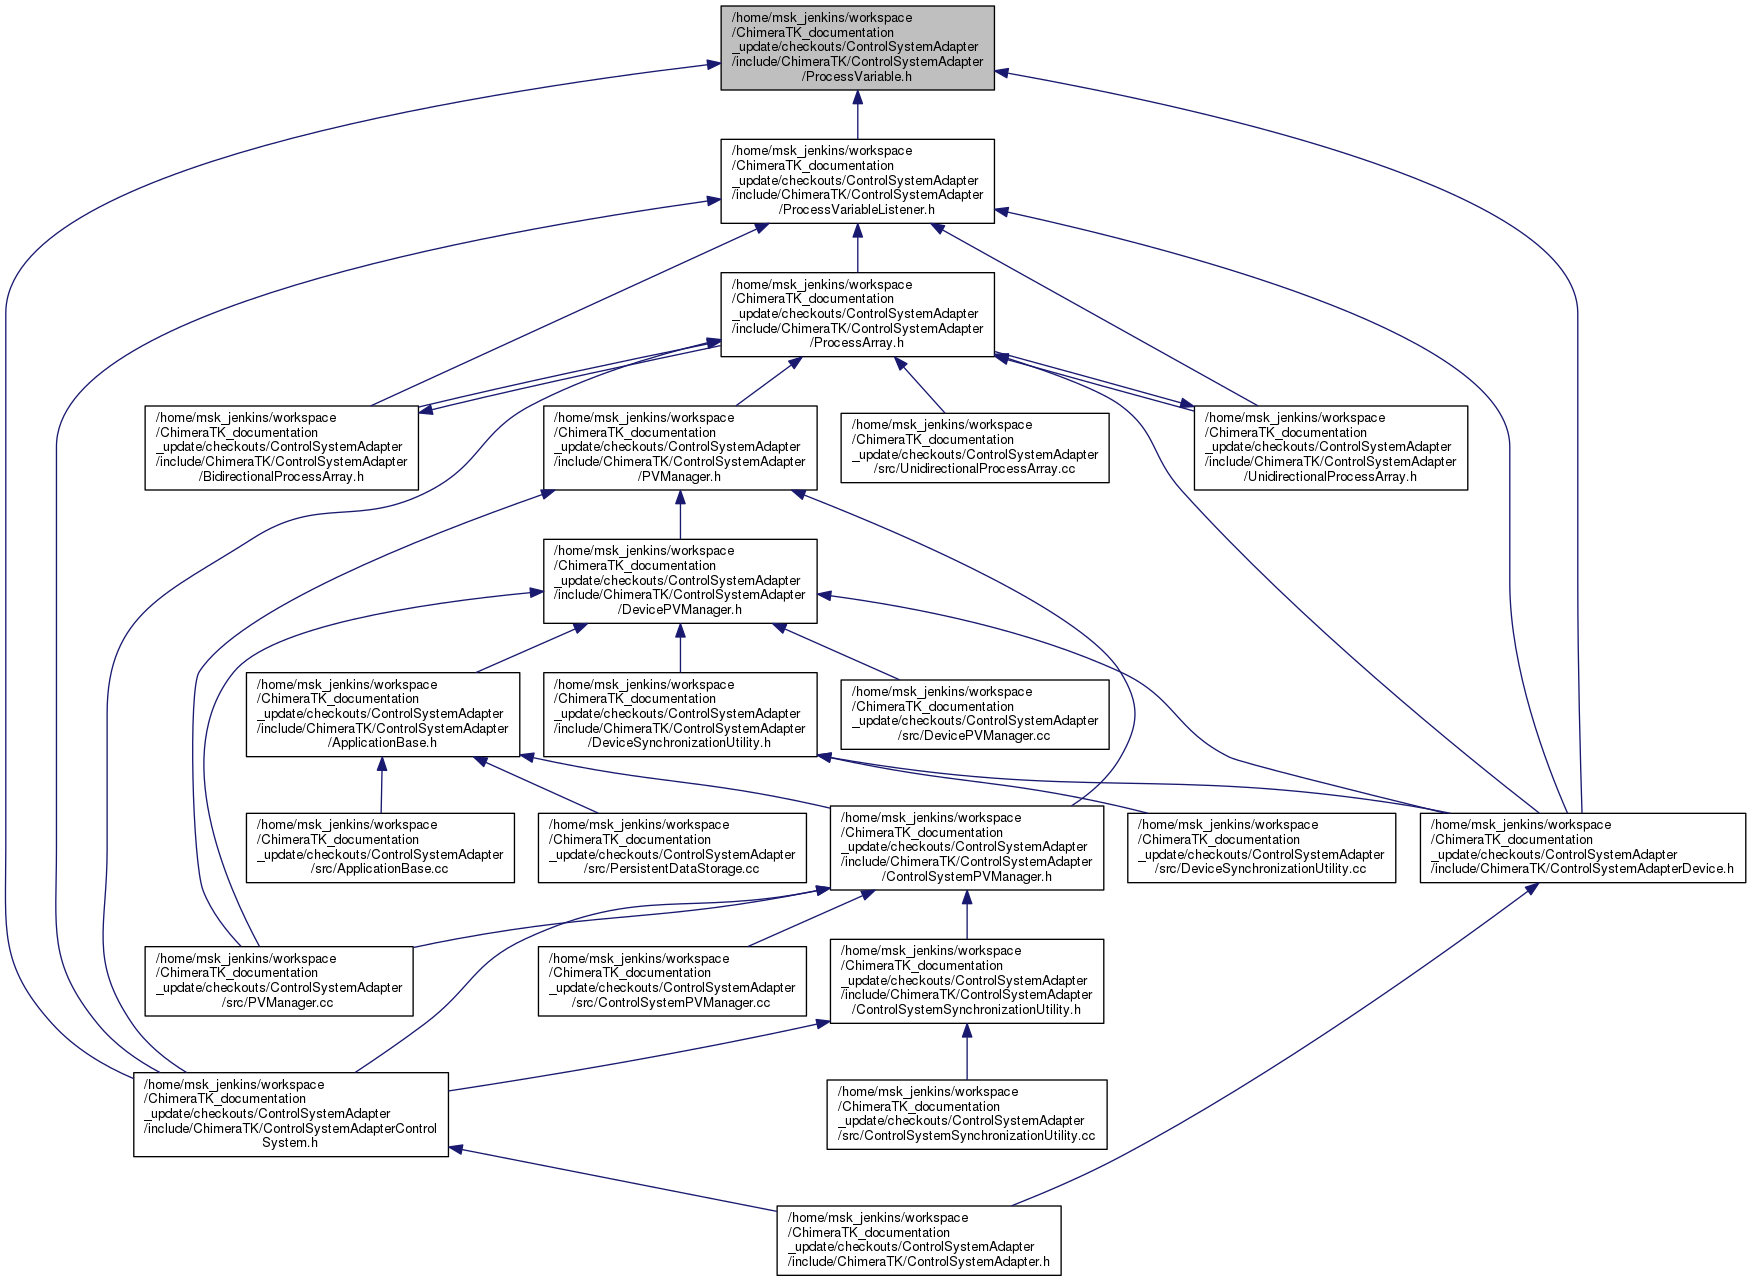 /home/msk_jenkins/workspace
/ChimeraTK_documentation
_update/checkouts/ControlSystemAdapter
/include/ChimeraTK/ControlSystemAdapter
/ProcessVariable.h
/home/msk_jenkins/workspace
/ChimeraTK_documentation
_update/checkouts/ControlSystemAdapter
/include/ChimeraTK/ControlSystemAdapter
/ProcessVariableListener.h
/home/msk_jenkins/workspace
/ChimeraTK_documentation
_update/checkouts/ControlSystemAdapter
/include/ChimeraTK/ControlSystemAdapter
/ProcessArray.h
/home/msk_jenkins/workspace
/ChimeraTK_documentation
_update/checkouts/ControlSystemAdapter
/include/ChimeraTK/ControlSystemAdapter
/BidirectionalProcessArray.h
/home/msk_jenkins/workspace
/ChimeraTK_documentation
_update/checkouts/ControlSystemAdapter
/include/ChimeraTK/ControlSystemAdapter
/PVManager.h
/home/msk_jenkins/workspace
/ChimeraTK_documentation
_update/checkouts/ControlSystemAdapter
/src/UnidirectionalProcessArray.cc
/home/msk_jenkins/workspace
/ChimeraTK_documentation
_update/checkouts/ControlSystemAdapter
/include/ChimeraTK/ControlSystemAdapter
/UnidirectionalProcessArray.h
/home/msk_jenkins/workspace
/ChimeraTK_documentation
_update/checkouts/ControlSystemAdapter
/include/ChimeraTK/ControlSystemAdapter
/DevicePVManager.h
/home/msk_jenkins/workspace
/ChimeraTK_documentation
_update/checkouts/ControlSystemAdapter
/include/ChimeraTK/ControlSystemAdapter
/ApplicationBase.h
/home/msk_jenkins/workspace
/ChimeraTK_documentation
_update/checkouts/ControlSystemAdapter
/include/ChimeraTK/ControlSystemAdapter
/DeviceSynchronizationUtility.h
/home/msk_jenkins/workspace
/ChimeraTK_documentation
_update/checkouts/ControlSystemAdapter
/src/DevicePVManager.cc
/home/msk_jenkins/workspace
/ChimeraTK_documentation
_update/checkouts/ControlSystemAdapter
/src/ApplicationBase.cc
/home/msk_jenkins/workspace
/ChimeraTK_documentation
_update/checkouts/ControlSystemAdapter
/src/PersistentDataStorage.cc
/home/msk_jenkins/workspace
/ChimeraTK_documentation
_update/checkouts/ControlSystemAdapter
/include/ChimeraTK/ControlSystemAdapter
/ControlSystemPVManager.h
/home/msk_jenkins/workspace
/ChimeraTK_documentation
_update/checkouts/ControlSystemAdapter
/src/DeviceSynchronizationUtility.cc
/home/msk_jenkins/workspace
/ChimeraTK_documentation
_update/checkouts/ControlSystemAdapter
/include/ChimeraTK/ControlSystemAdapterDevice.h
/home/msk_jenkins/workspace
/ChimeraTK_documentation
_update/checkouts/ControlSystemAdapter
/src/PVManager.cc
/home/msk_jenkins/workspace
/ChimeraTK_documentation
_update/checkouts/ControlSystemAdapter
/src/ControlSystemPVManager.cc
/home/msk_jenkins/workspace
/ChimeraTK_documentation
_update/checkouts/ControlSystemAdapter
/include/ChimeraTK/ControlSystemAdapter
/ControlSystemSynchronizationUtility.h
/home/msk_jenkins/workspace
/ChimeraTK_documentation
_update/checkouts/ControlSystemAdapter
/include/ChimeraTK/ControlSystemAdapterControl
System.h
/home/msk_jenkins/workspace
/ChimeraTK_documentation
_update/checkouts/ControlSystemAdapter
/src/ControlSystemSynchronizationUtility.cc
/home/msk_jenkins/workspace
/ChimeraTK_documentation
_update/checkouts/ControlSystemAdapter
/include/ChimeraTK/ControlSystemAdapter.h